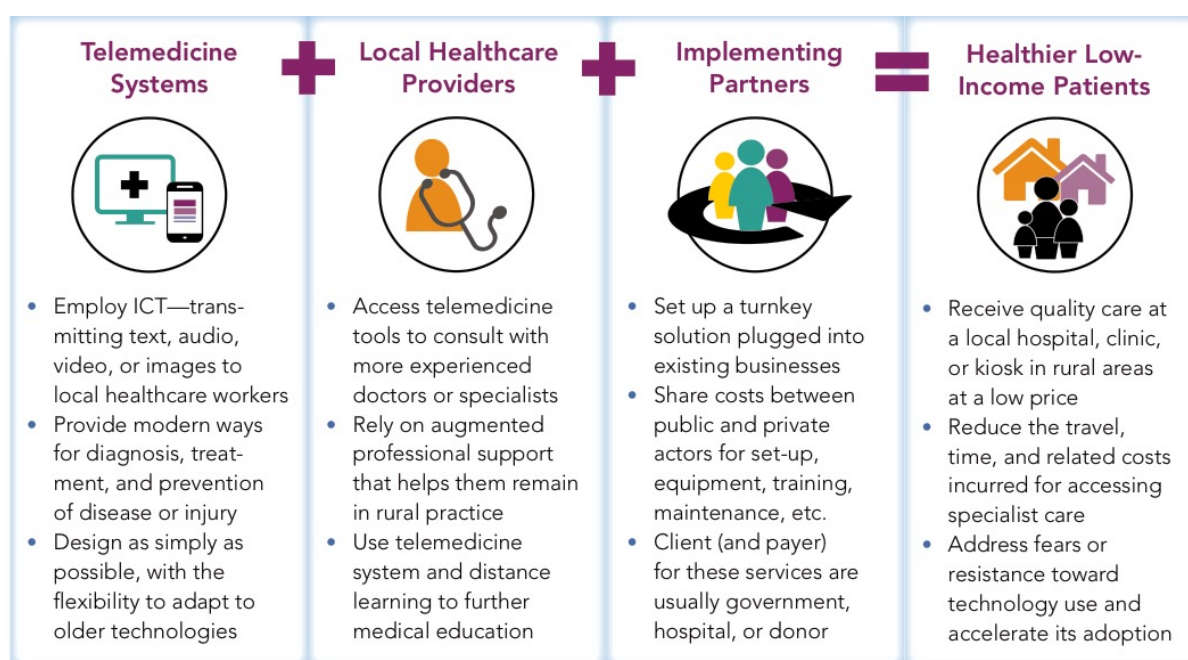 Telemedicine
Systems
+
Local Healthcare
Providers
+
Implementing
Partners
=
Healthier Low-
Income Patients
• Employ ICT—trans-
mitting text, audio,
video, or images to
local healthcare workers
• Provide modern ways
for diagnosis, treat-
ment, and prevention
of disease or injury
• Design as simply as
possible, with the
flexibility to adapt to
older technologies
• Access telemedicine
tools to consult with
more experienced
doctors or specialists
• Rely on augmented
professional support
that helps them remain
in rural practice
• Use telemedicine
system and distance
learning to further
medical education
• Set up a turnkey
solution plugged into
existing businesses
• Share costs between
public and private
actors for set-up,
equipment, training,
maintenance, etc.
• Client (and payer)
for these services are
usually government,
hospital, or donor
• Receive quality care at
a local hospital, clinic,
or kiosk in rural areas
at a low price
• Reduce the travel,
time, and related costs
incurred for accessing
specialist care
• Address fears or
resistance toward
technology use and
accelerate its adoption